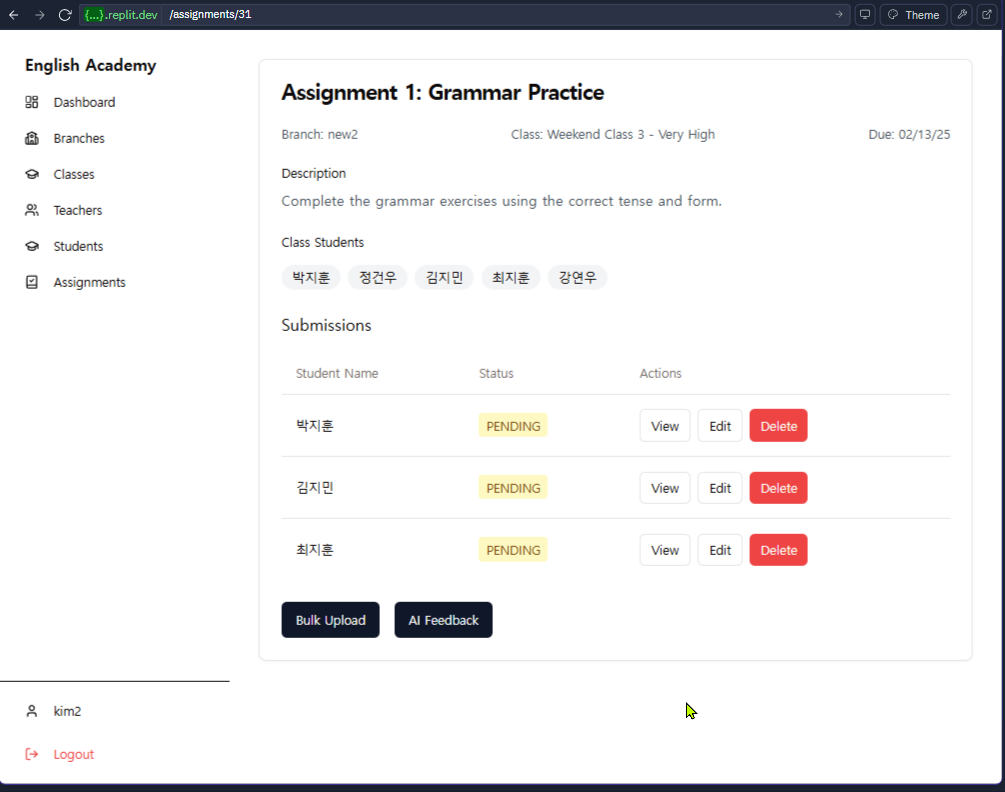 {...}.replit.dev /assignments/31 Theme
English Academy
Dashboard
Branches
Classes
Teachers
Students
Assignments
kim2
Logout
Assignment 1: Grammar Practice
Branch: new2 Class: Weekend Class 3 - Very High Due: 02/13/25
Description
Complete the grammar exercises using the correct tense and form.
Class Students
박지훈 정건우 김지민 최지훈 강연우
Submissions
Student Name Status Actions
박지훈 PENDING View Edit Delete
김지민 PENDING View Edit Delete
최지훈 PENDING View Edit Delete
Bulk Upload AI Feedback